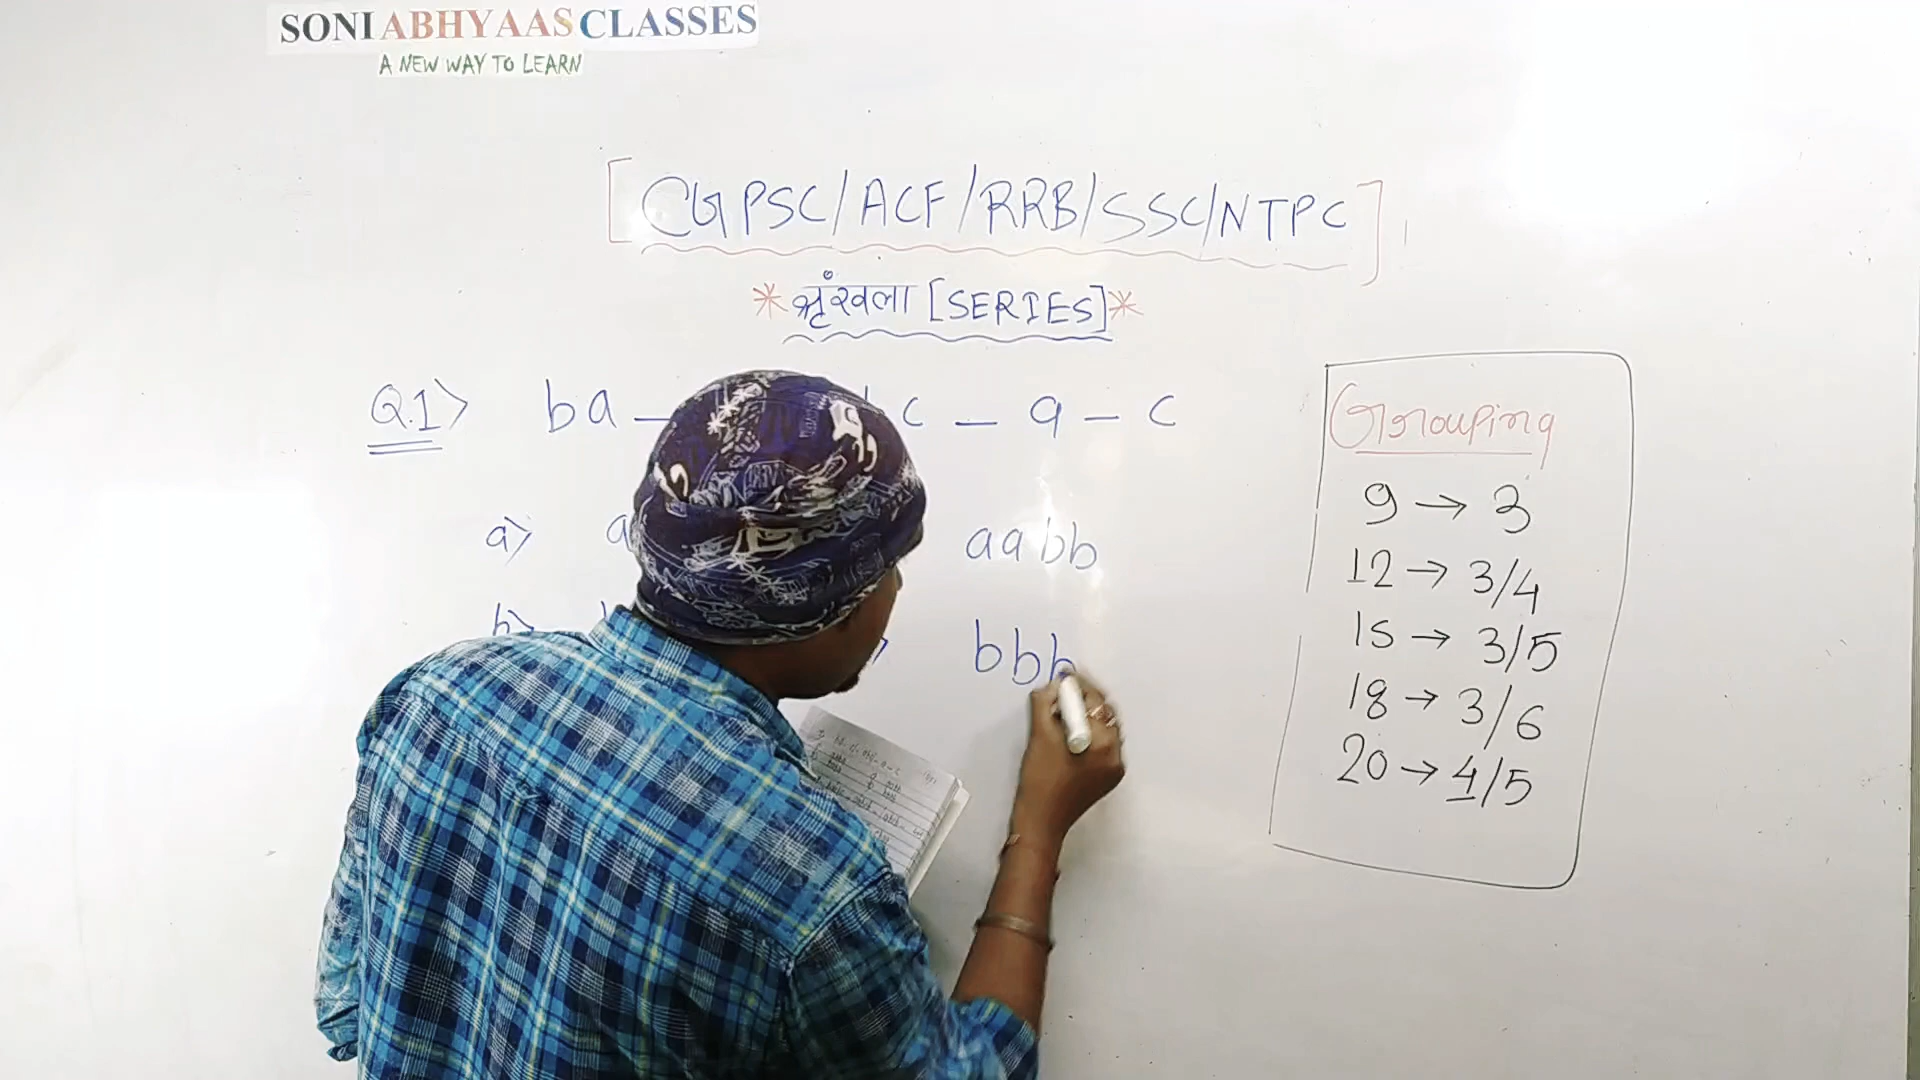 SONI ABHYAAS CLASSES
A NEW WAY TO LEARN
[CGPSC/ACF/RRB/SSC/NTPC]
*श्रृंखला [SERIES]*
Q.1> ba _ c _ a _ c
a> a aabb
b> bbb
Grouping
9 → 3
12 → 3/4
15 → 3/5
18 → 3/6
20 → 4/5